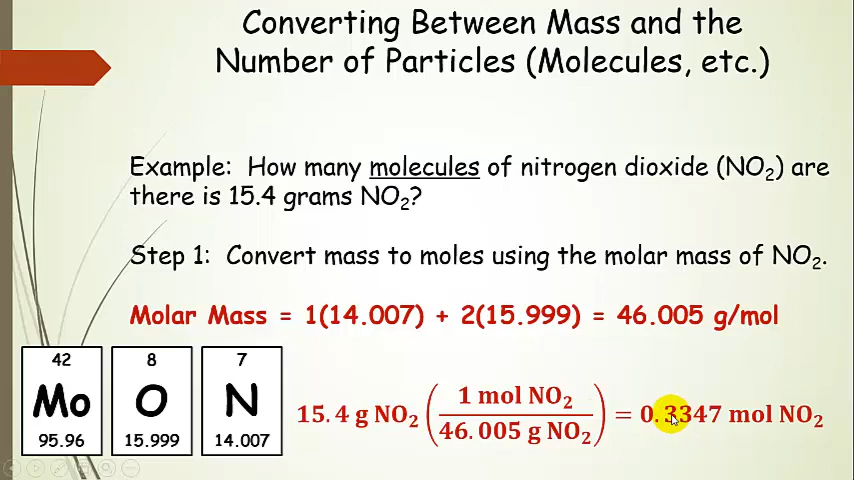 Converting Between Mass and the
Number of Particles (Molecules, etc.)
Example: How many molecules of nitrogen dioxide (NO₂) are
there is 15.4 grams NO₂?
Step 1: Convert mass to moles using the molar mass of NO₂.
Molar Mass = 1(14.007) + 2(15.999) = 46.005 g/mol
42
Mo
95.96
8
O
15.999
7
N
14.007
15.4 g NO₂ (1 mol NO₂ / 46.005 g NO₂) = 0.3347 mol NO₂